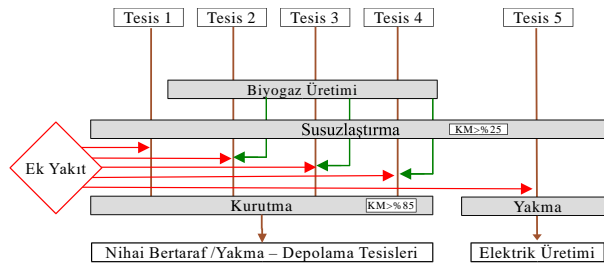 Tesis 1
Tesis 2
Tesis 3
Tesis 4
Tesis 5
Biyogaz Üretimi
Susuzlaştırma
KM>%25
Ek Yakıt
Kurutma
KM>%85
Yakma
Nihai Bertaraf /Yakma – Depolama Tesisleri
Elektrik Üretimi